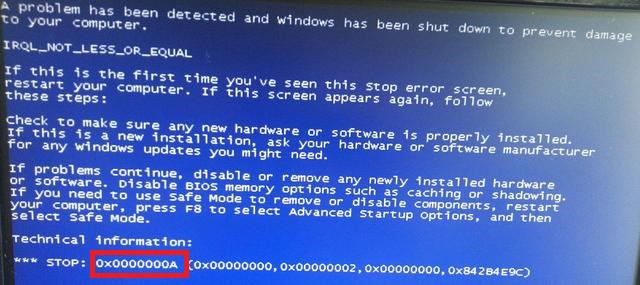 A problem has been detected and windows has been shut down to prevent damage
to your computer.
IRQL_NOT_LESS_OR_EQUAL
If this is the first time you've seen this Stop error screen,
restart your computer. If this screen appears again, follow
these steps:
Check to make sure any new hardware or software is properly installed.
If this is a new installation, ask your hardware or software manufacturer
for any windows updates you might need.
If problems continue, disable or remove any newly installed hardware
or software. Disable BIOS memory options such as caching or shadowing.
If you need to use Safe Mode to remove or disable components, restart
your computer, press F8 to select Advanced Startup Options, and then
select Safe Mode.
Technical information:
*** STOP: 0x0000000A (0x00000000,0x00000002,0x00000000,0x842B4E9C)